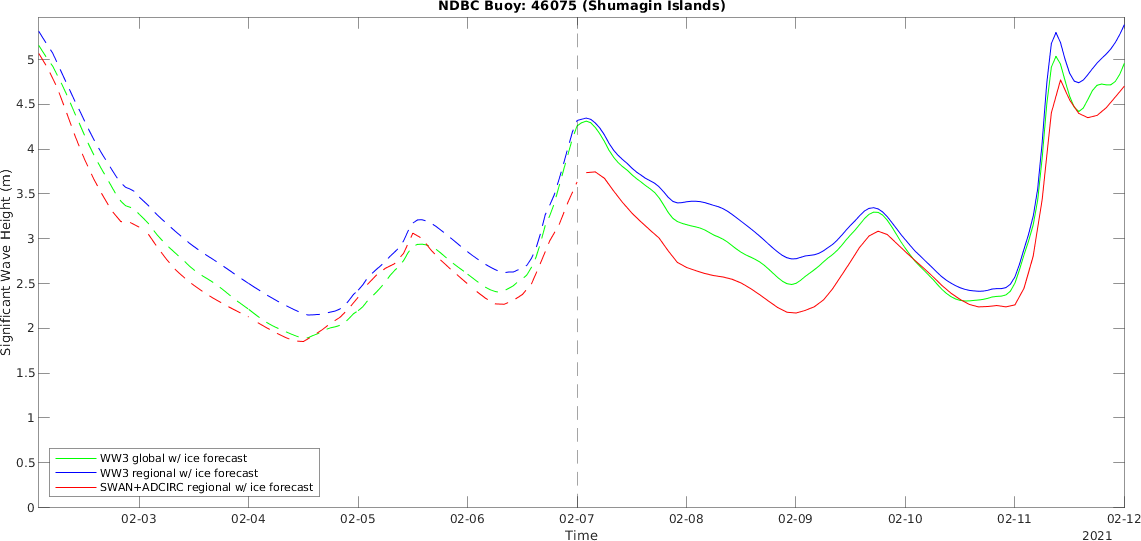 NDBC Buoy: 46075 (Shumagin Islands)
Significant Wave Height (m)
5
4.5
4
3.5
3
2.5
2
1.5
1
0.5
0
WW3 global w/ ice forecast
WW3 regional w/ ice forecast
SWAN+ADCIRC regional w/ ice forecast
02-03 02-04 02-05 02-06 02-07 02-08 02-09 02-10 02-11 02-12
Time
2021